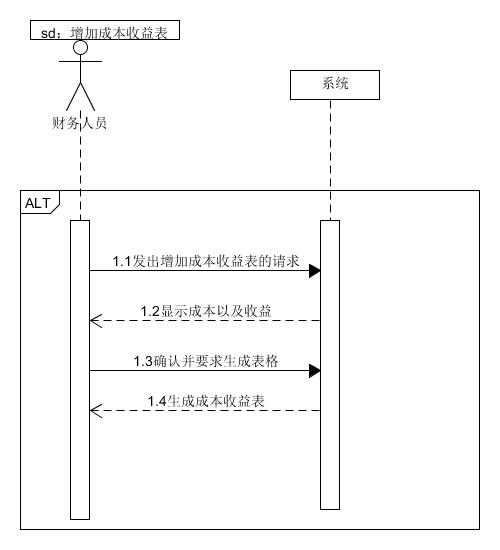 sd：增加成本收益表
系统
财务人员
ALT
1.1发出增加成本收益表的请求
1.2显示成本以及收益
1.3确认并要求生成表格
1.4生成成本收益表